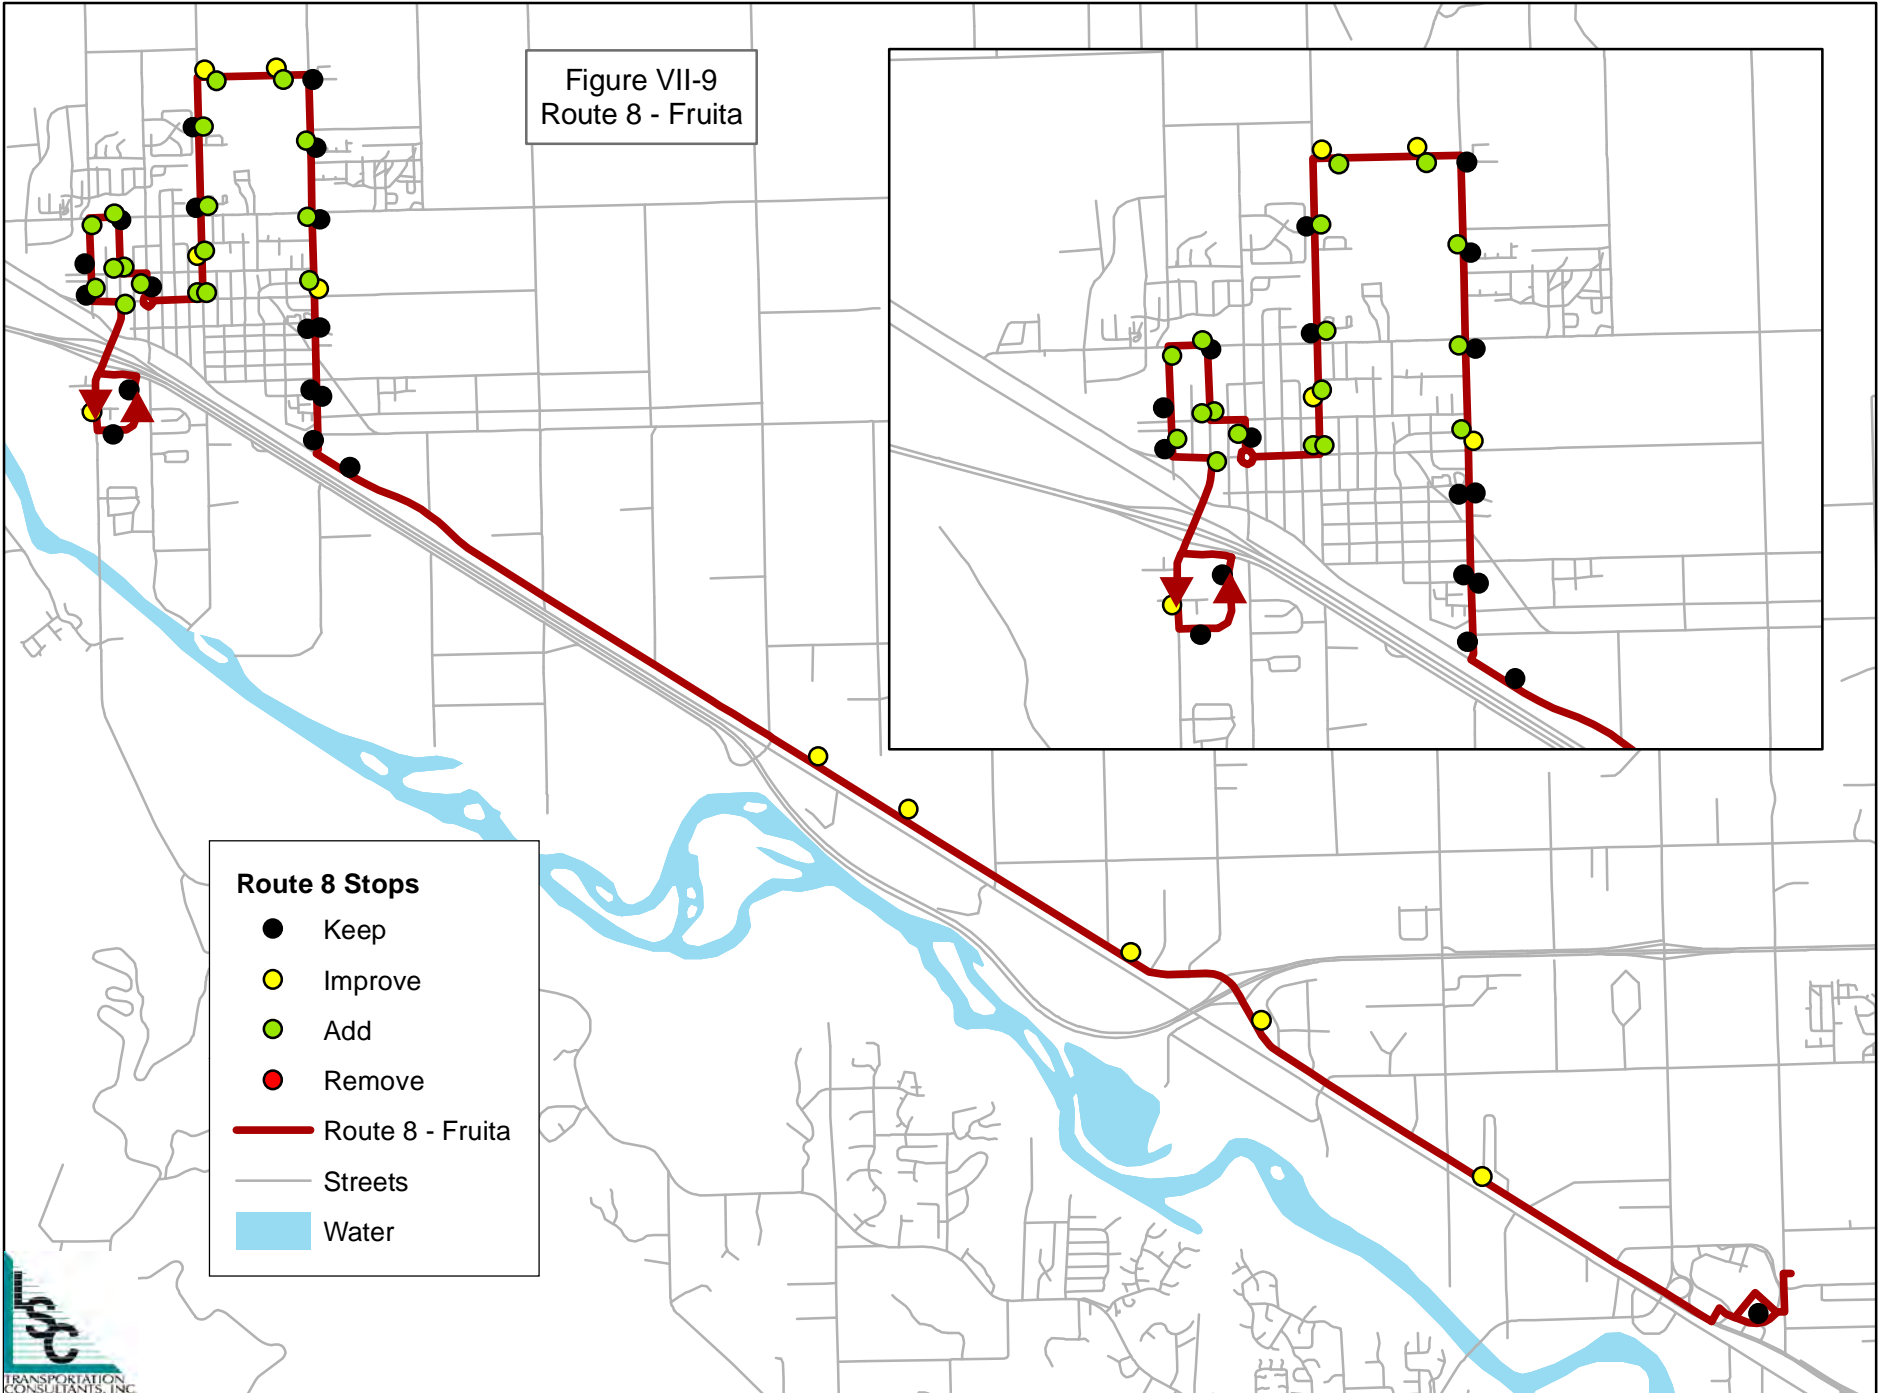 Figure VII-9
Route 8 - Fruita
Route 8 Stops
Keep
Improve
Add
Remove
Route 8 - Fruita
Streets
Water
LSC
TRANSPORTATION
CONSULTANTS, INC.